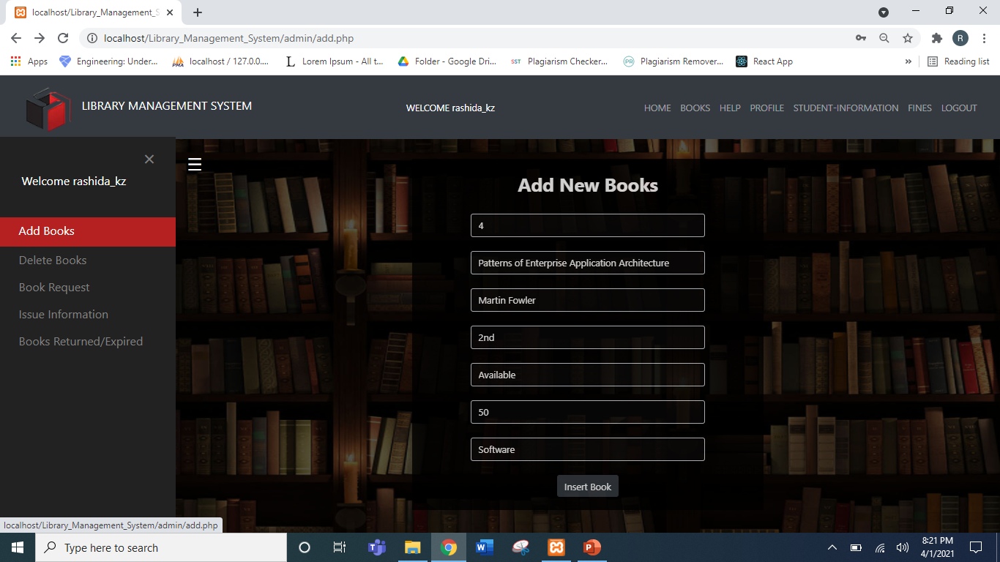 localhost/Library_Management_S
localhost/Library_Management_System/admin/add.php
R
Apps
Engineering: Under...
localhost / 127.0.0....
L Lorem Ipsum - All t...
Folder - Google Dri...
SST Plagiarism Checker...
PR Plagiarism Remover...
React App
»
Reading list
LIBRARY MANAGEMENT SYSTEM
WELCOME rashida_kz
HOME BOOKS HELP PROFILE STUDENT-INFORMATION FINES LOGOUT
Welcome rashida_kz
Add Books
Delete Books
Book Request
Issue Information
Books Returned/Expired
Add New Books
4
Patterns of Enterprise Application Architecture
Martin Fowler
2nd
Available
50
Software
Insert Book
localhost/Library_Management_System/admin/add.php
Type here to search
8:21 PM
4/1/2021